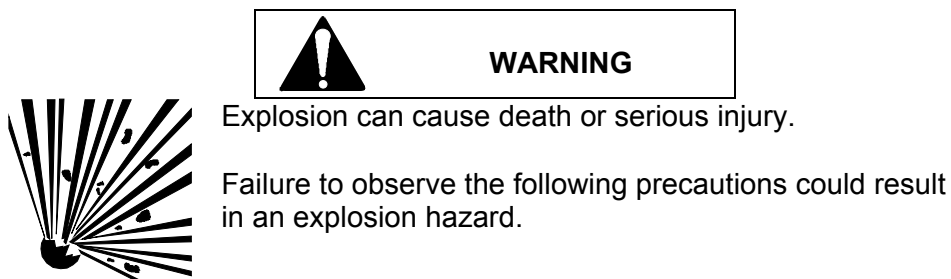 WARNING
Explosion can cause death or serious injury.
Failure to observe the following precautions could result
in an explosion hazard.